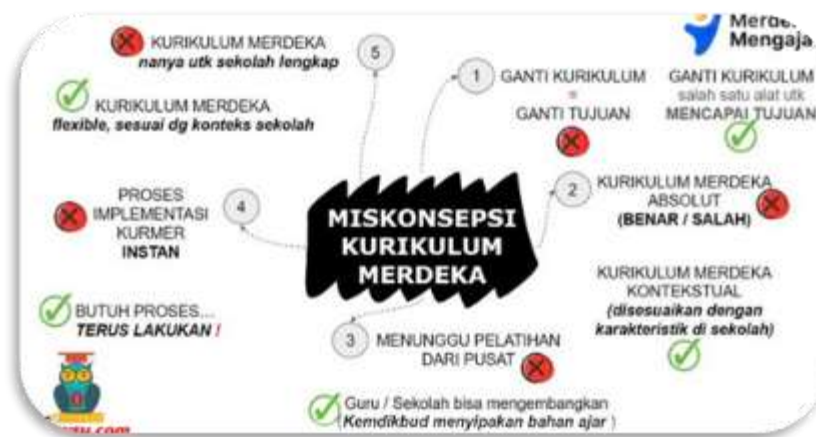 Mengaja
MISKONSEPSI
KURIKULUM
MERDEKA
1
GANTI KURIKULUM
=
GANTI TUJUAN
GANTI KURIKULUM
salah satu alat utk
MENCAPAI TUJUAN
2
KURIKULUM MERDEKA
ABSOLUT
(BENAR / SALAH)
KURIKULUM MERDEKA
KONTEKSTUAL
(disesuaikan dengan
karakteristik di sekolah)
3
MENUNGGU PELATIHAN
DARI PUSAT
Guru / Sekolah bisa mengembangkan
(Kemdikbud menyipakan bahan ajar )
4
PROSES
IMPLEMENTASI
KURMER
INSTAN
BUTUH PROSES...
TERUS LAKUKAN !
5
KURIKULUM MERDEKA
nanya utk sekolah lengkap
KURIKULUM MERDEKA
flexible, sesuai dg konteks sekolah